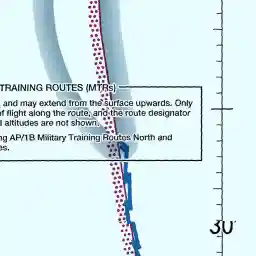 TRAINING ROUTES (MTRs)
and may extend from the surface upwards. Only
f flight along the route, and the route designator
altitudes are not shown.
ng AP/1B Military Training Routes North and
es.
30'